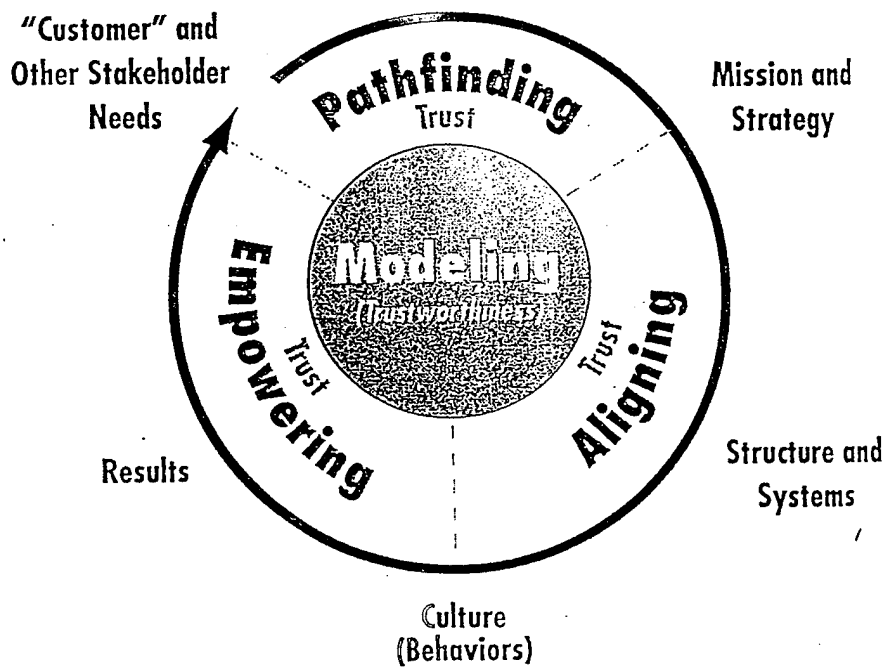 "Customer" and
Other Stakeholder
Needs
Pathfinding
Trust
Mission and
Strategy
Modeling
(Trustworthiness)
Empowering
Trust
Trust
Aligning
Results
Structure and
Systems
Culture
(Behaviors)